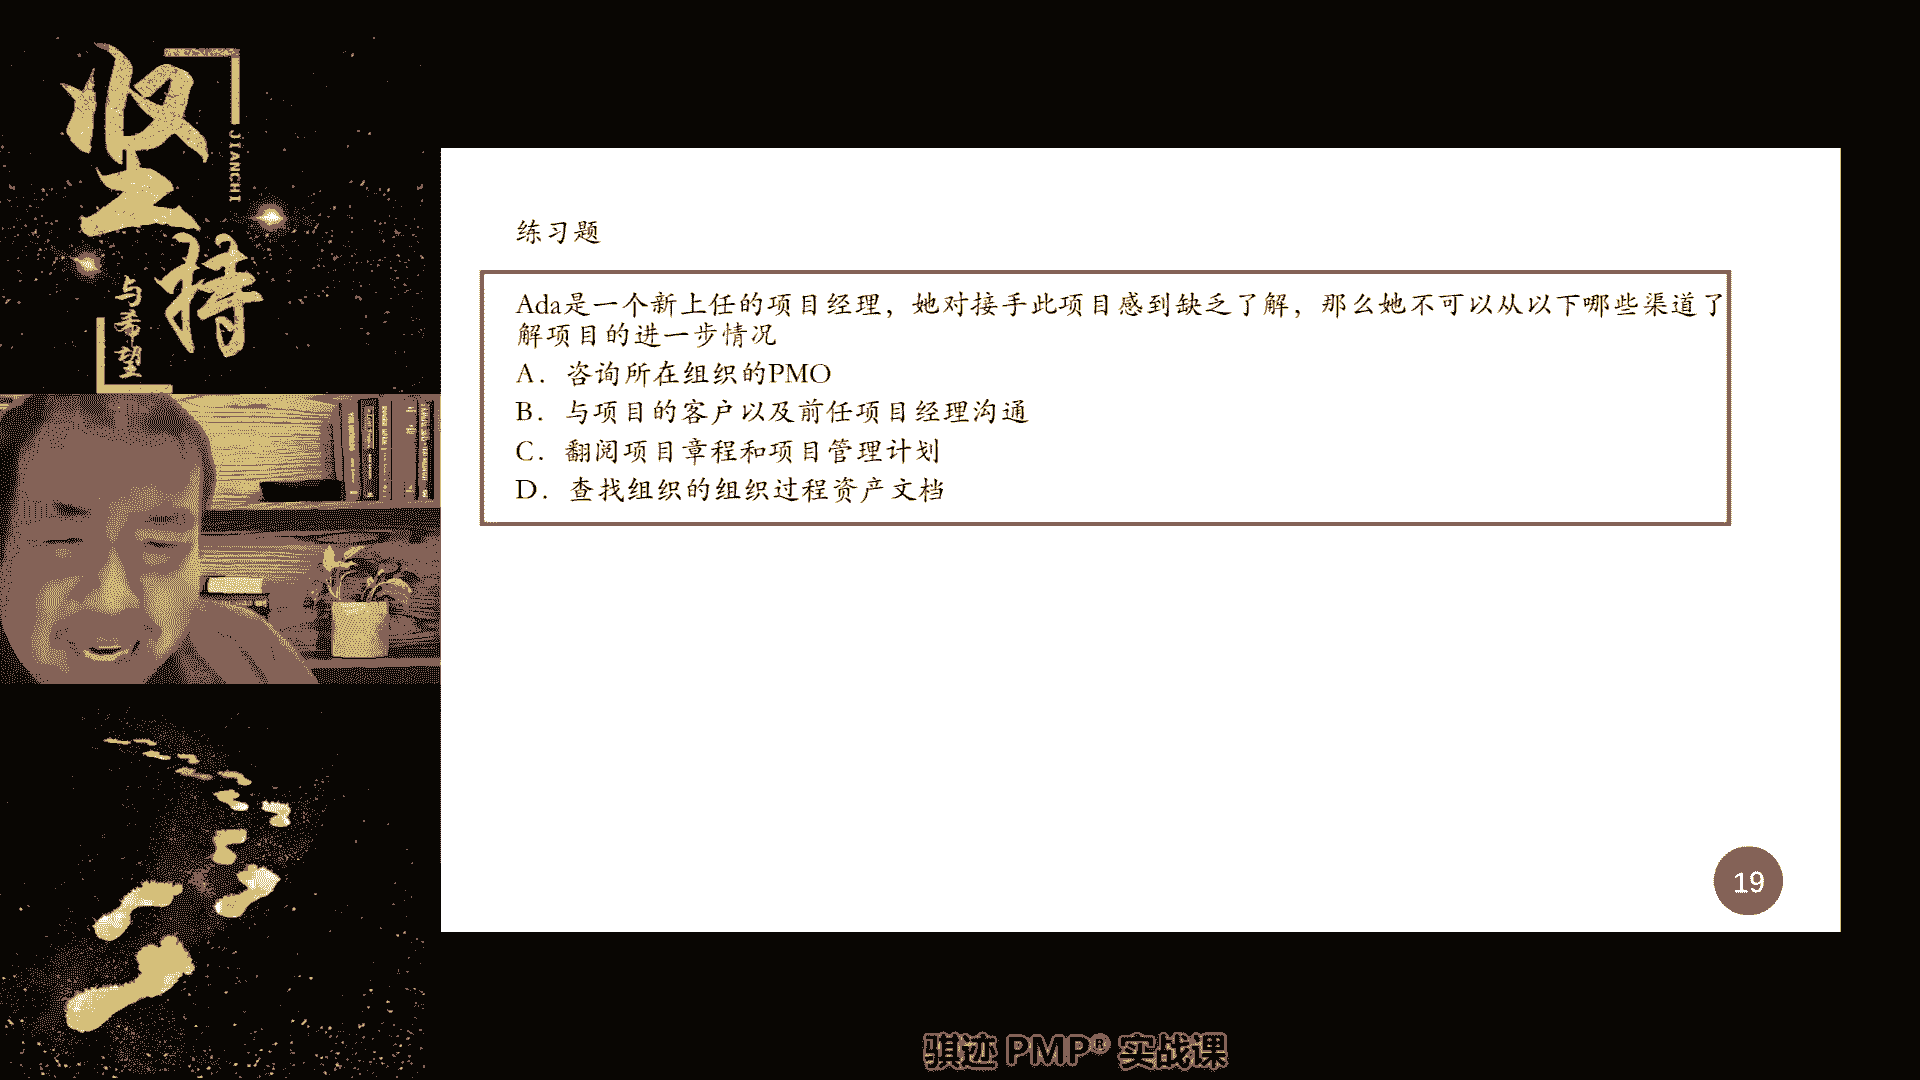 坚持
JIANCHI
与希望
练习题
Ada是一个新上任的项目经理，她对接手此项目感到缺乏了解，那么她不可以从以下哪些渠道了
解项目的进一步情况
A．咨询所在组织的PMO
B．与项目的客户以及前任项目经理沟通
C．翻阅项目章程和项目管理计划
D．查找组织的组织过程资产文档
19
骐迹 PMP® 实战课